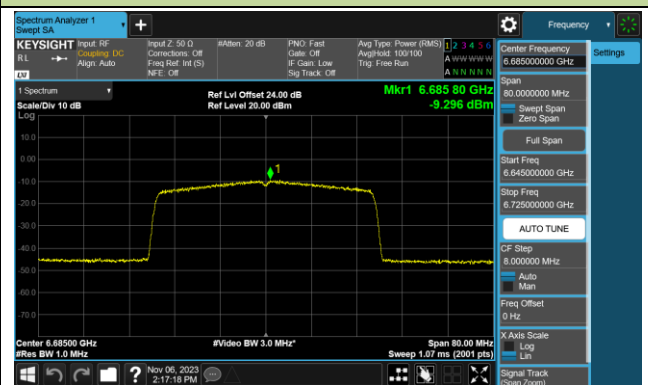 Spectrum Analyzer 1
Swept SA
Frequency
KEYSIGHT
Input: RF
Input Z: 50 Ω
#Atten: 20 dB
PNO: Fast
Avg Type: Power (RMS)
1 2 3 4 5 6
RL
Coupling: DC
Corrections: Off
Gate: Off
Avg|Hold: 100/100
A W W W W W
Align: Auto
Freq Ref: Int (S)
IF Gain: Low
Trig: Free Run
LW
NFE: Off
Sig Track: Off
A N N N N N
Center Frequency
Settings
6.685000000 GHz
1 Spectrum
Ref Lvl Offset 24.00 dB
Mkr1 6.685 80 GHz
Scale/Div 10 dB
Ref Level 20.00 dBm
-9.296 dBm
Span
80.0000000 MHz
Swept Span
Zero Span
Full Span
Start Freq
6.645000000 GHz
Stop Freq
6.725000000 GHz
AUTO TUNE
CF Step
8.000000 MHz
Auto
Man
Freq Offset
0 Hz
X Axis Scale
Log
Lin
Signal Track
(Span Zoom)
Log
10.0
0.00
-10.0
-20.0
-30.0
-40.0
-50.0
-60.0
-70.0
1
Center 6.68500 GHz
#Video BW 3.0 MHz*
Span 80.00 MHz
#Res BW 1.0 MHz
Sweep 1.07 ms (2001 pts)
Nov 06, 2023
2:17:18 PM